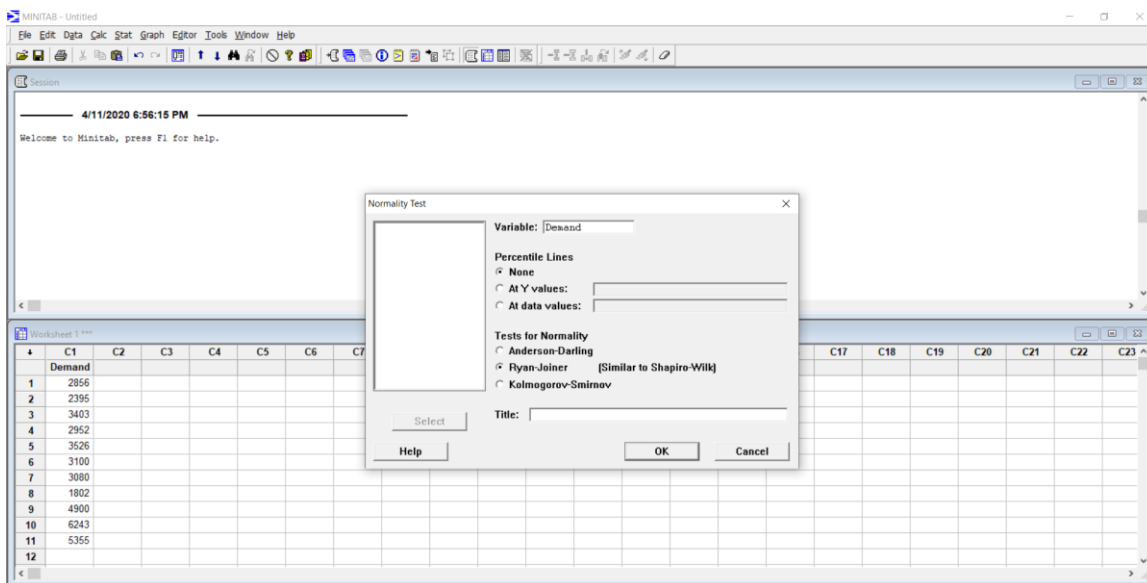 MINITAB - Untitled
File Edit Data Calc Stat Graph Editor Tools Window Help
Session
4/11/2020 6:56:15 PM
Welcome to Minitab, press F1 for help.
Normality Test
Variable: Demand
Percentile Lines
None
At Y values:
At data values:
Tests for Normality
Anderson-Darling
Ryan-Joiner (Similar to Shapiro-Wilk)
Kolmogorov-Smirnov
Select
Title:
Help OK Cancel
Worksheet 1 ***
C1 C2 C3 C4 C5 C6 C7 C17 C18 C19 C20 C21 C22 C23
Demand
1 2856
2 2395
3 3403
4 2952
5 3526
6 3100
7 3080
8 1802
9 4900
10 6243
11 5355
12